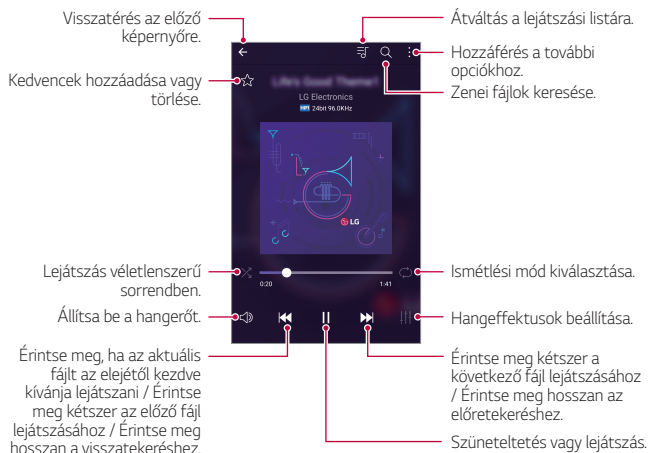 Visszatérés az előző
képernyőre.
Kedvencek hozzáadása vagy
törlése.
Lejátszás véletlenszerű
sorrendben.
Állítsa be a hangerőt.
Érintse meg, ha az aktuális
fájlt az elejétől kezdve
kívánja lejátszani / Érintse
meg kétszer az előző fájl
lejátszásához / Érintse meg
hosszan a visszatekeréshez.
Life's Good Theme1
LG Electronics
HIFI 24bit 96.0KHz
LG
0:20
1:41
Átváltás a lejátszási listára.
Hozzáférés a további
opciókhoz.
Zenei fájlok keresése.
Ismétlési mód kiválasztása.
Hangeffektusok beállítása.
Érintse meg kétszer a
következő fájl lejátszásához
/ Érintse meg hosszan az
előretekeréshez.
Szüneteltetés vagy lejátszás.